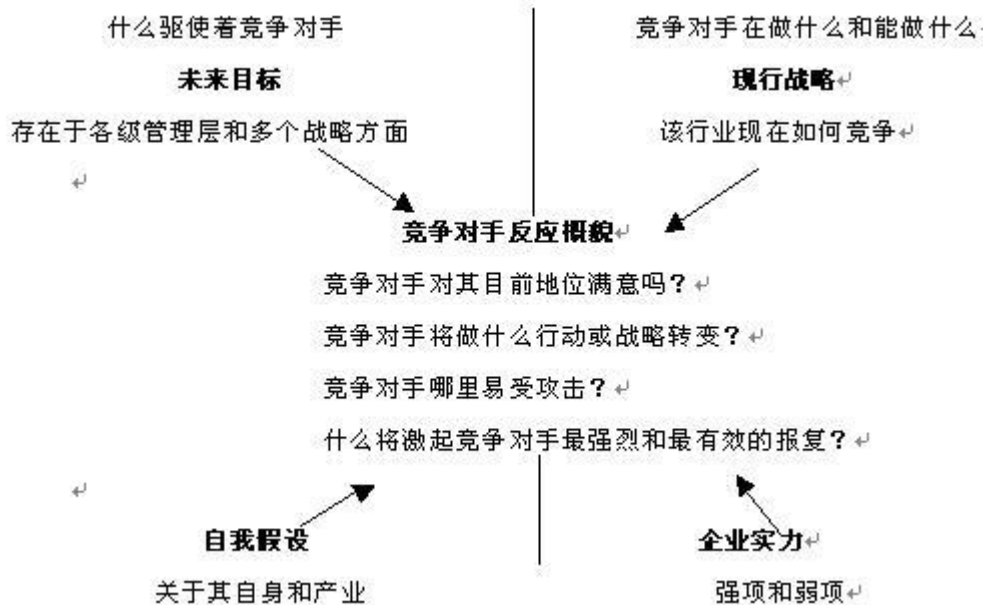 什么驱使着竞争对手
竞争对手在做什么和能做什么
未来目标
现行战略
存在于各级管理层和多个战略方面
该行业现在如何竞争
竞争对手反应概貌
竞争对手对其目前地位满意吗？
竞争对手将做什么行动或战略转变？
竞争对手哪里易受攻击？
什么将激起竞争对手最强烈和最有效的报复？
自我假设
企业实力
关于其自身和产业
强项和弱项